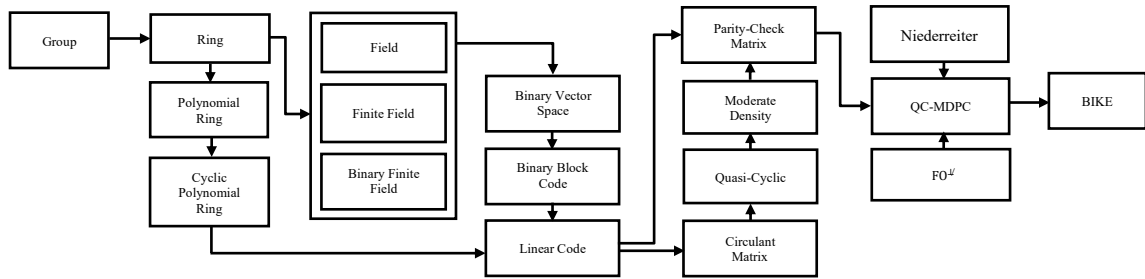 Group
Ring
Polynomial
Ring
Cyclic
Polynomial
Ring
Field
Finite Field
Binary Finite
Field
Binary Vector
Space
Binary Block
Code
Linear Code
Parity-Check
Matrix
Moderate
Density
Quasi-Cyclic
Circulant
Matrix
Niederreiter
QC-MDPC
FO
BIKE